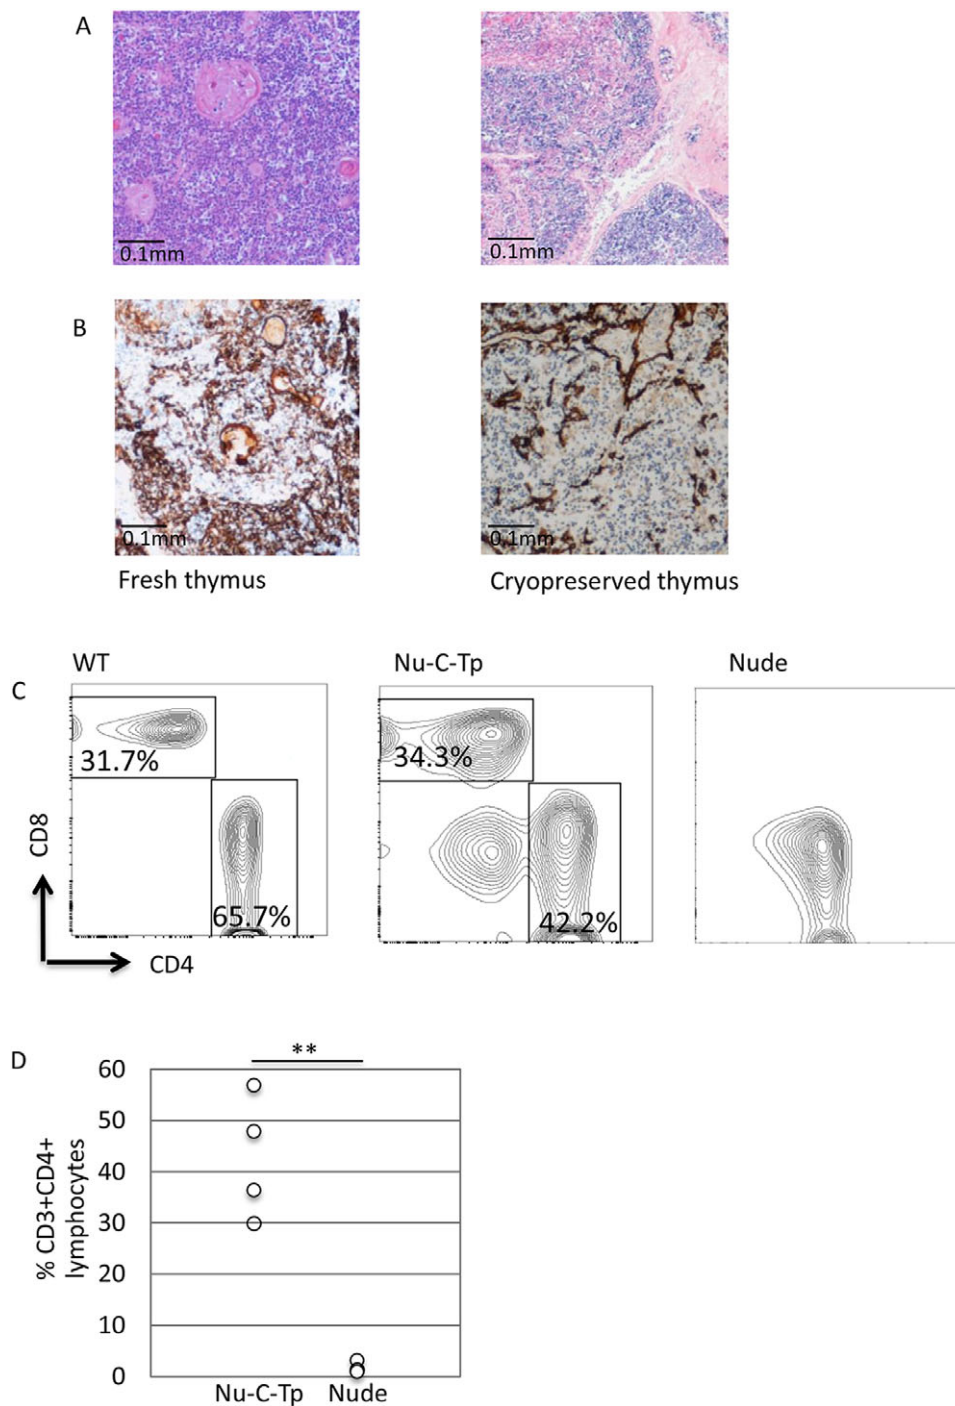 A
0.1mm
0.1mm
B
0.1mm
0.1mm
Fresh thymus
Cryopreserved thymus
C
WT
Nu-C-Tp
Nude
31.7%
65.7%
34.3%
42.2%
CD8
CD4
D
**
% CD3+CD4+
lymphocytes
60
50
40
30
20
10
0
Nu-C-Tp
Nude